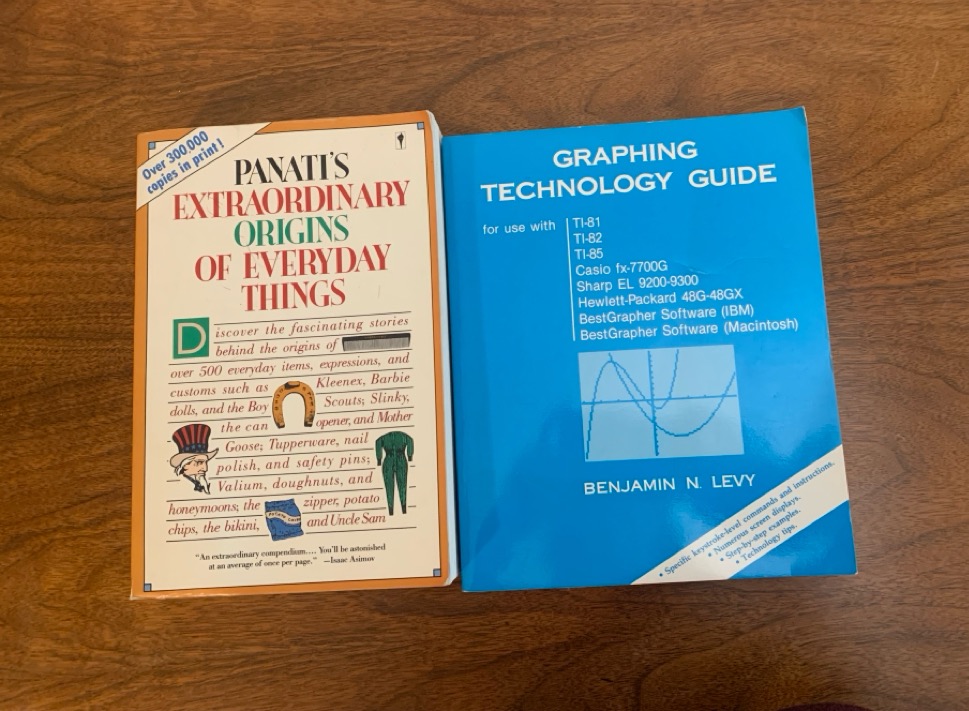 Over 300,000
copies in print!
PANATI'S
EXTRAORDINARY
ORIGINS
OF EVERYDAY
THINGS
Discover the fascinating stories
behind the origins of
over 500 everyday items, expressions, and
customs such as Kleenex, Barbie
dolls, and the Boy Scouts; Slinky,
the can opener, and Mother
Goose; Tupperware, nail
polish, and safety pins;
Valium, doughnuts, and
honeymoons; the zipper, potato
chips, the bikini, and Uncle Sam
POTATO CHIPS
"An extraordinary compendium.... You'll be astonished
at an average of once per page." —Isaac Asimov
GRAPHING
TECHNOLOGY GUIDE
for use with
TI-81
TI-82
TI-85
Casio fx-7700G
Sharp EL 9200-9300
Hewlett-Packard 48G-48GX
BestGrapher Software (IBM)
BestGrapher Software (Macintosh)
BENJAMIN N. LEVY
• Specific keystroke-level commands and instructions.
• Numerous screen displays.
• Step-by-step examples.
• Technology tips.